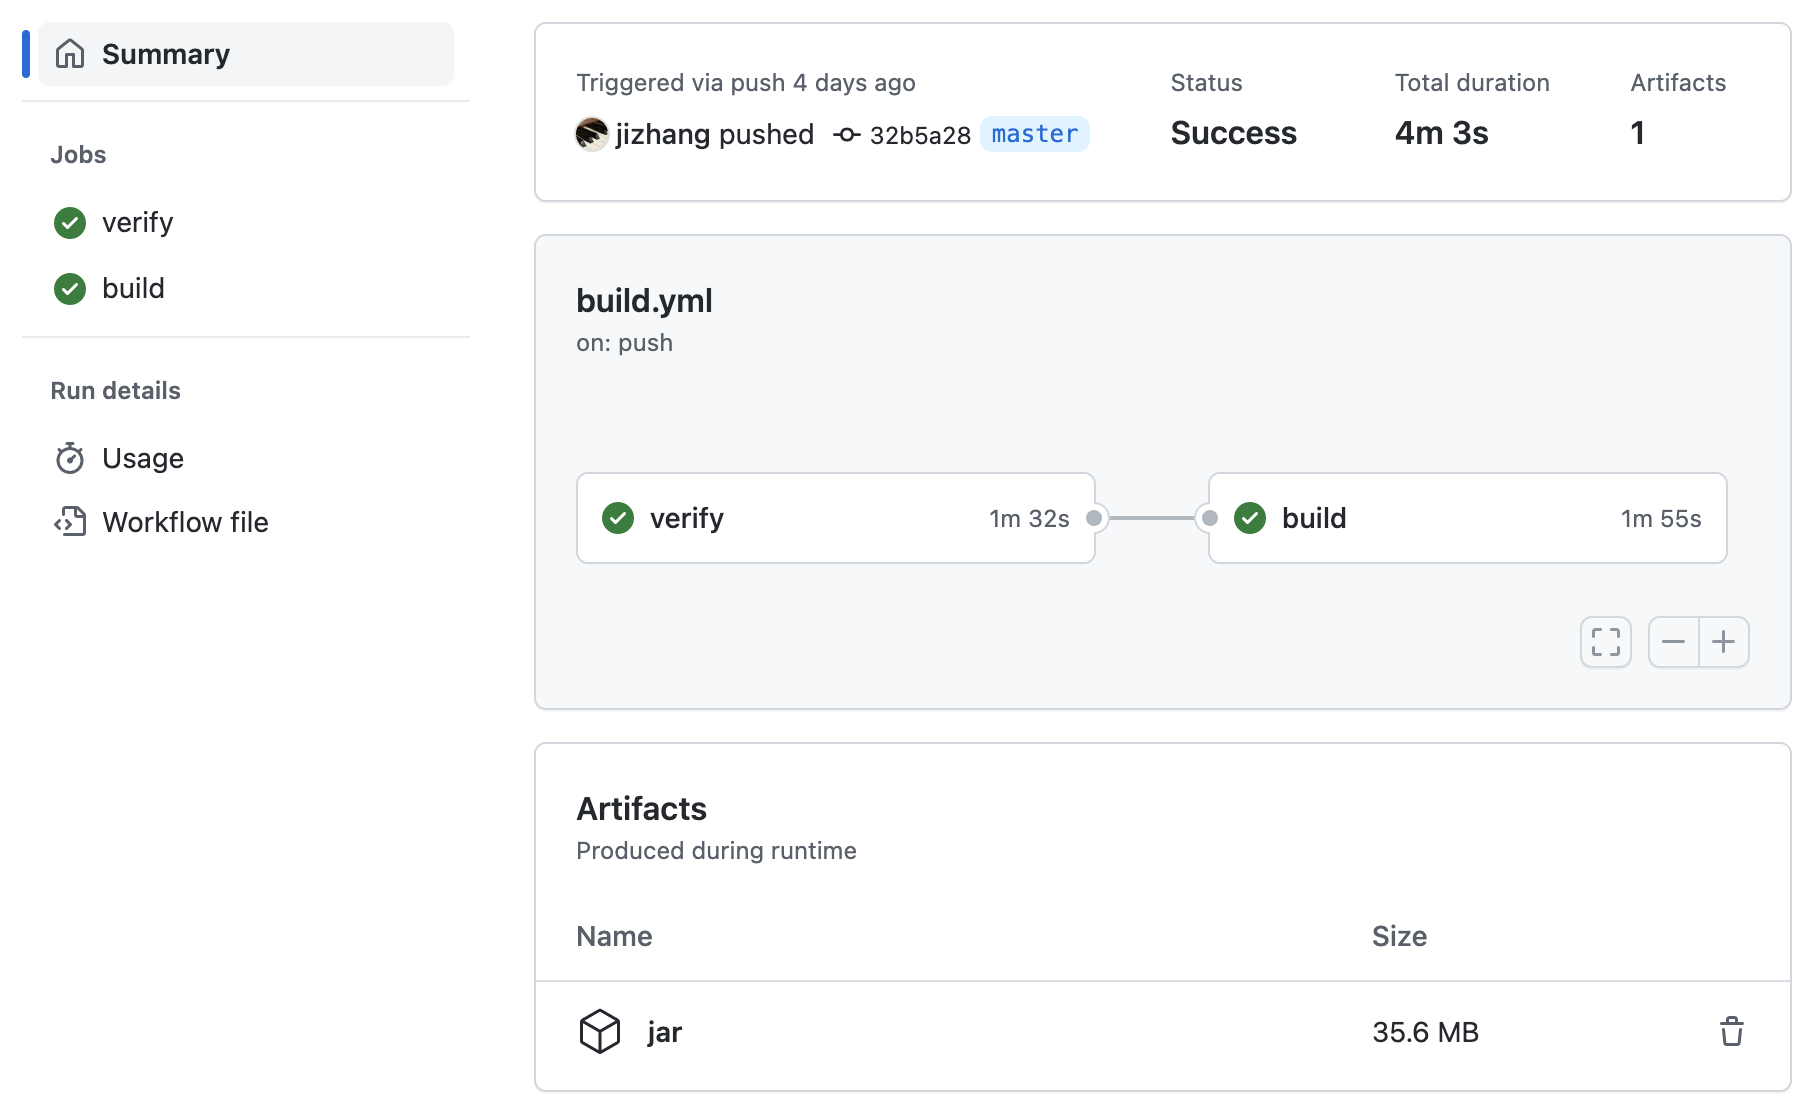 Summary
Jobs
verify
build
Run details
Usage
Workflow file
Triggered via push 4 days ago
jizhang pushed 32b5a28 master
Status
Success
Total duration
4m 3s
Artifacts
1
build.yml
on: push
verify 1m 32s
build 1m 55s
Artifacts
Produced during runtime
Name Size
jar 35.6 MB